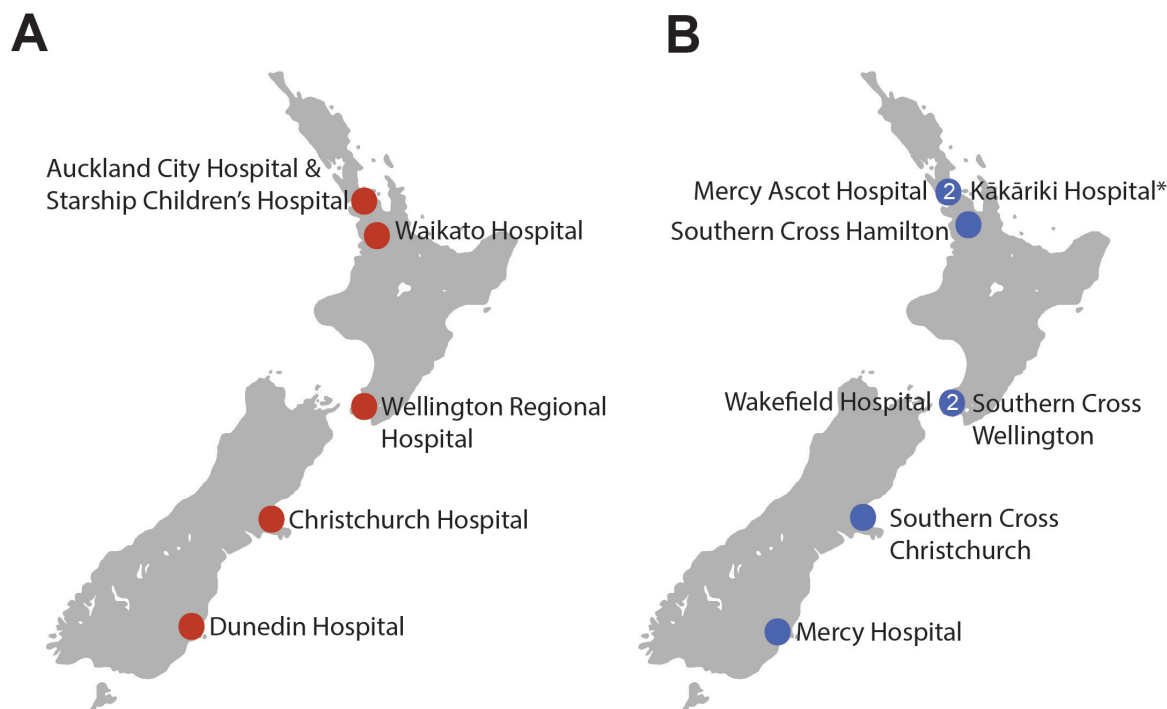 A
Auckland City Hospital &
Starship Children's Hospital
Waikato Hospital
Wellington Regional
Hospital
Christchurch Hospital
Dunedin Hospital
B
Mercy Ascot Hospital
2
Kākāriki Hospital*
Southern Cross Hamilton
Wakefield Hospital
2
Southern Cross
Wellington
Southern Cross
Christchurch
Mercy Hospital